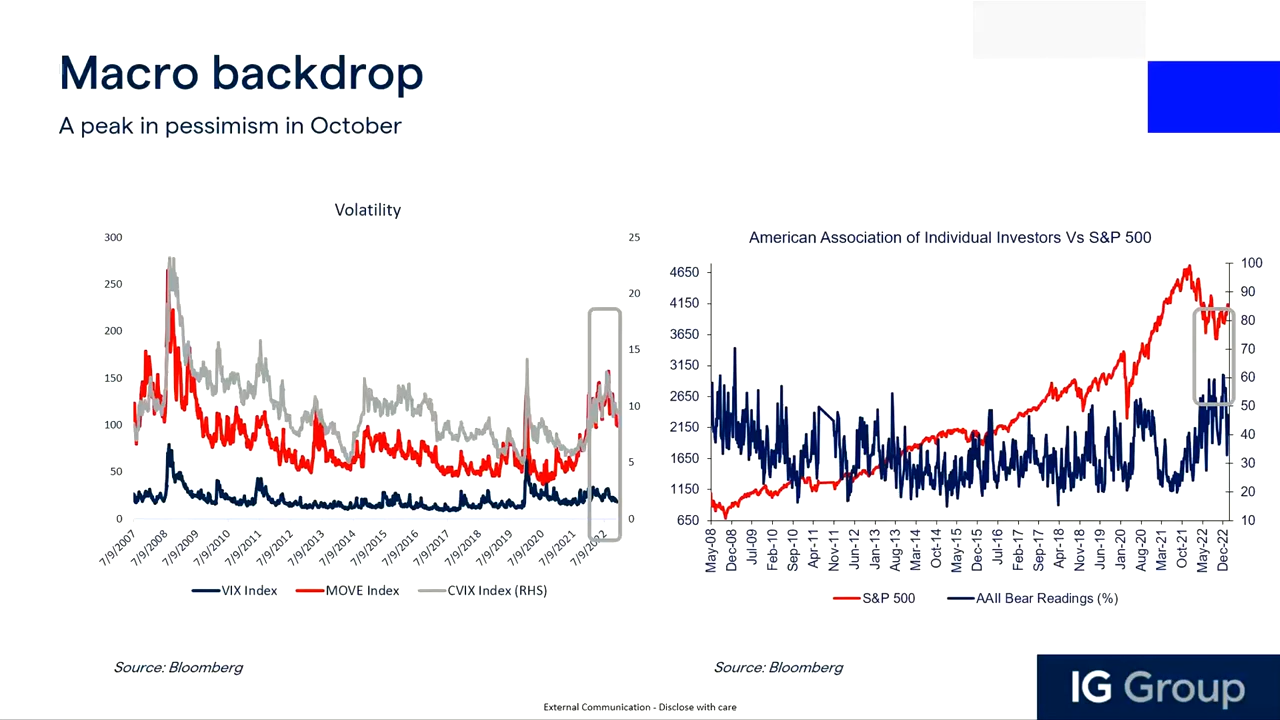 Macro backdrop
A peak in pessimism in October
Volatility
300
250
200
150
100
50
0
25
20
15
10
5
0
7/9/2007
7/9/2008
7/9/2009
7/9/2010
7/9/2011
7/9/2012
7/9/2013
7/9/2014
7/9/2015
7/9/2016
7/9/2017
7/9/2018
7/9/2019
7/9/2020
7/9/2021
7/9/2022
VIX Index
MOVE Index
CVIX Index (RHS)
Source: Bloomberg
American Association of Individual Investors Vs S&P 500
4650
4150
3650
3150
2650
2150
1650
1150
650
100
90
80
70
60
50
40
30
20
10
May-08
Dec-08
Jul-09
Feb-10
Sep-10
Apr-11
Nov-11
Jun-12
Jan-13
Aug-13
Mar-14
Oct-14
May-15
Dec-15
Jul-16
Feb-17
Sep-17
Apr-18
Nov-18
Jun-19
Jan-20
Aug-20
Mar-21
Oct-21
May-22
Dec-22
S&P 500
AAII Bear Readings (%)
Source: Bloomberg
External Communication - Disclose with care
IG Group